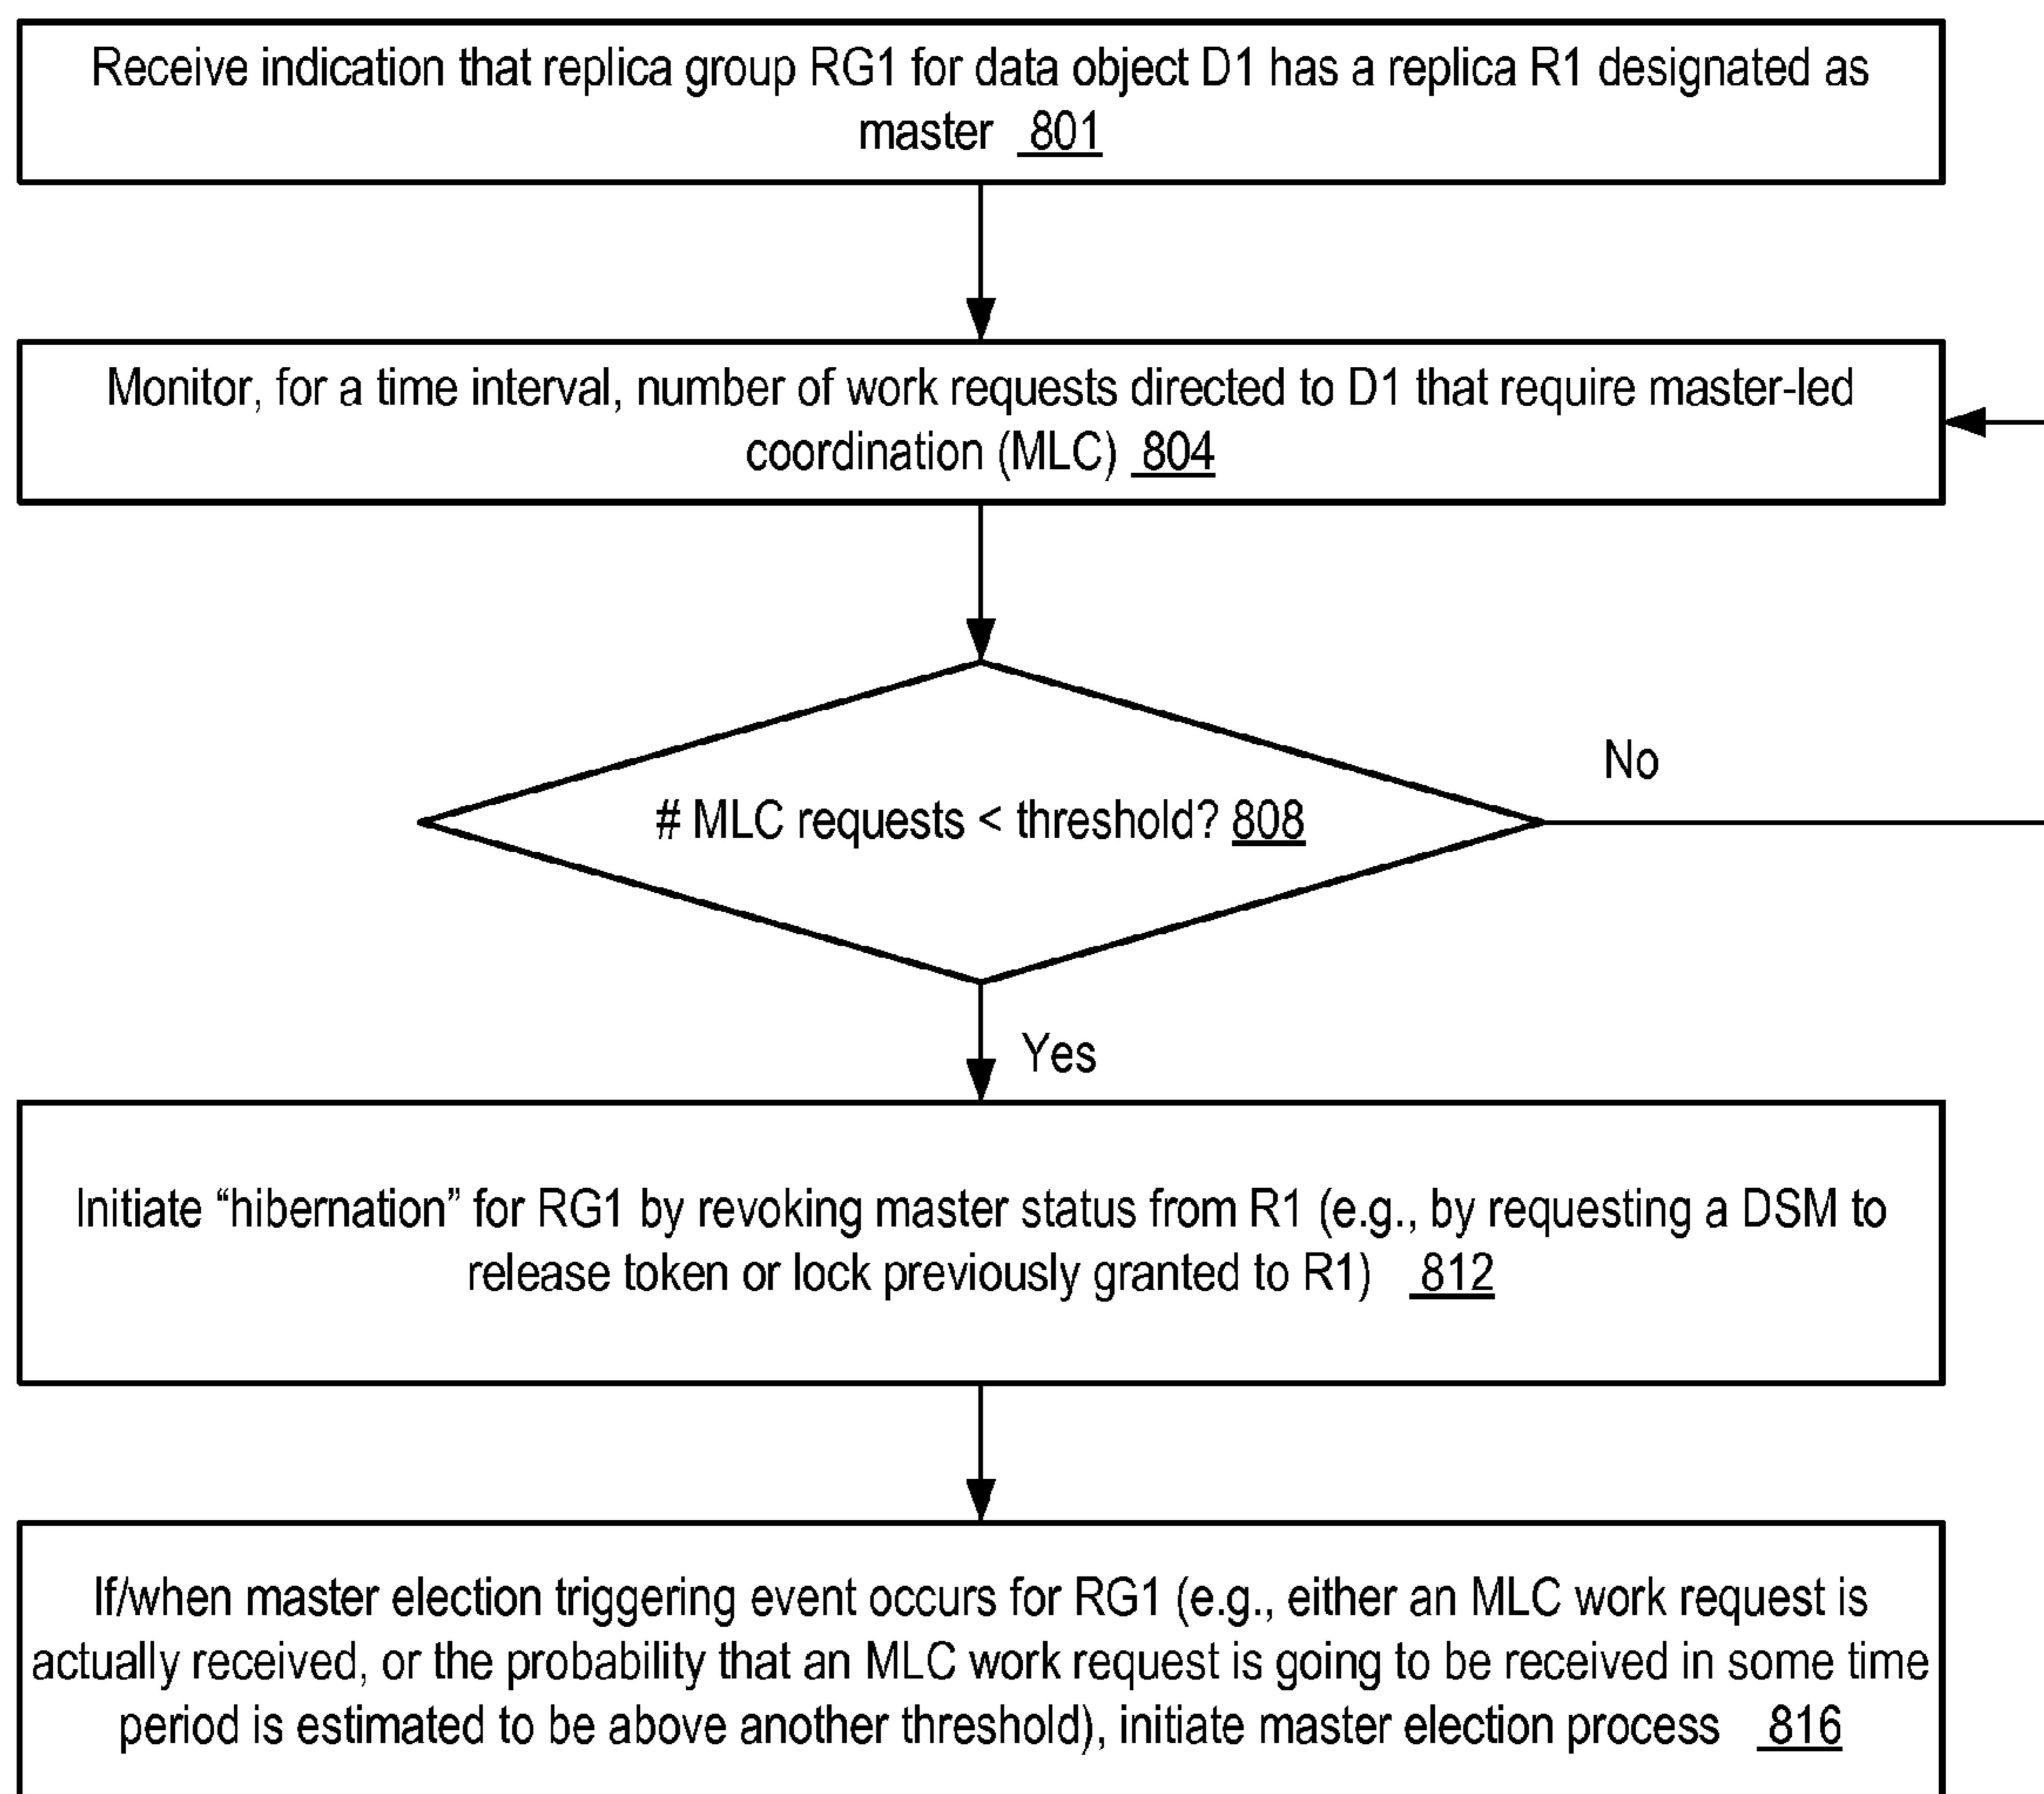 Receive indication that replica group RG1 for data object D1 has a replica R1 designated as
master 801
Monitor, for a time interval, number of work requests directed to D1 that require master-led
coordination (MLC) 804
# MLC requests < threshold? 808
No
Yes
Initiate “hibernation” for RG1 by revoking master status from R1 (e.g., by requesting a DSM to
release token or lock previously granted to R1) 812
If/when master election triggering event occurs for RG1 (e.g., either an MLC work request is
actually received, or the probability that an MLC work request is going to be received in some time
period is estimated to be above another threshold), initiate master election process 816